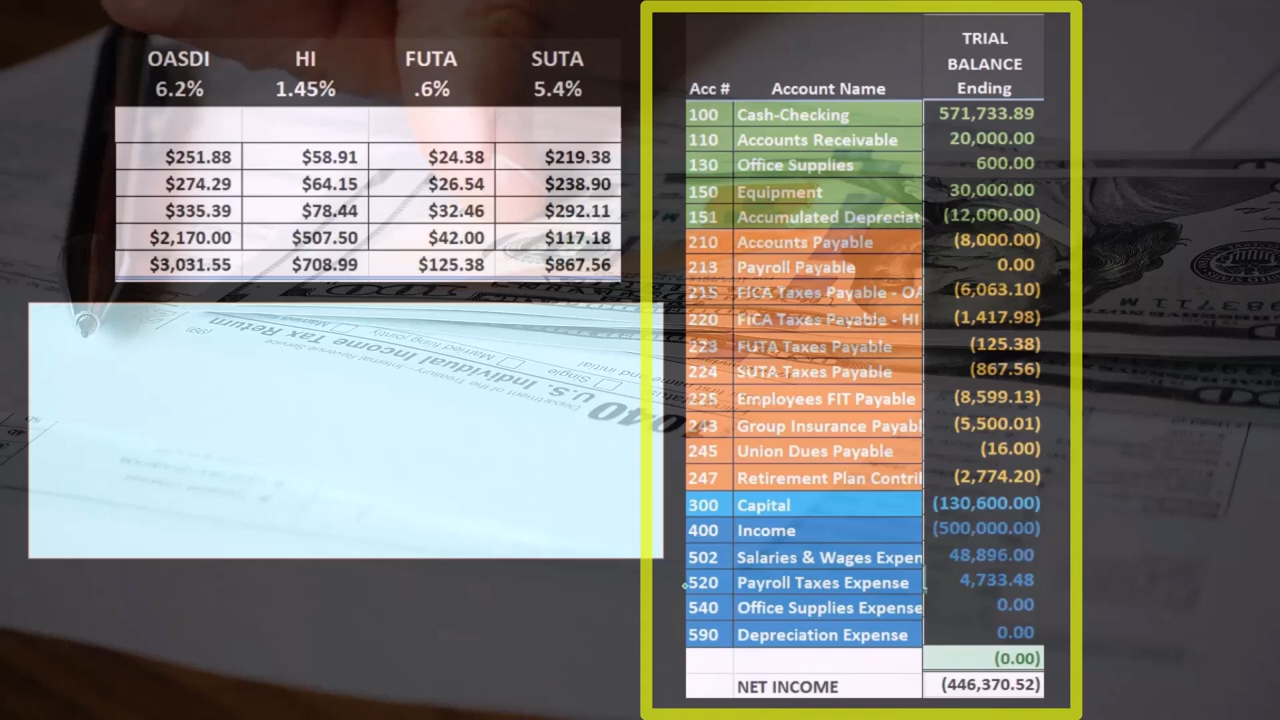 OASDI HI FUTA SUTA
6.2% 1.45% .6% 5.4%
$251.88 $58.91 $24.38 $219.38
$274.29 $64.15 $26.54 $238.90
$335.39 $78.44 $32.46 $292.11
$2,170.00 $507.50 $42.00 $117.18
$3,031.55 $708.99 $125.38 $867.56
Individual Income Tax Return
U.S.
1040
Department of the Treasury
Single
Married filing jointly
(99)
TRIAL
BALANCE
Acc # Account Name Ending
100 Cash-Checking 571,733.89
110 Accounts Receivable 20,000.00
130 Office Supplies 600.00
150 Equipment 30,000.00
151 Accumulated Depreciat (12,000.00)
210 Accounts Payable (8,000.00)
213 Payroll Payable 0.00
215 FICA Taxes Payable - OA (6,063.10)
220 FICA Taxes Payable - HI (1,417.98)
223 FUTA Taxes Payable (125.38)
224 SUTA Taxes Payable (867.56)
225 Employees FIT Payable (8,599.13)
243 Group Insurance Payabl (5,500.01)
245 Union Dues Payable (16.00)
247 Retirement Plan Contril (2,774.20)
300 Capital (130,600.00)
400 Income (500,000.00)
502 Salaries & Wages Expen 48,896.00
520 Payroll Taxes Expense 4,733.48
540 Office Supplies Expense 0.00
590 Depreciation Expense 0.00
(0.00)
NET INCOME (446,370.52)